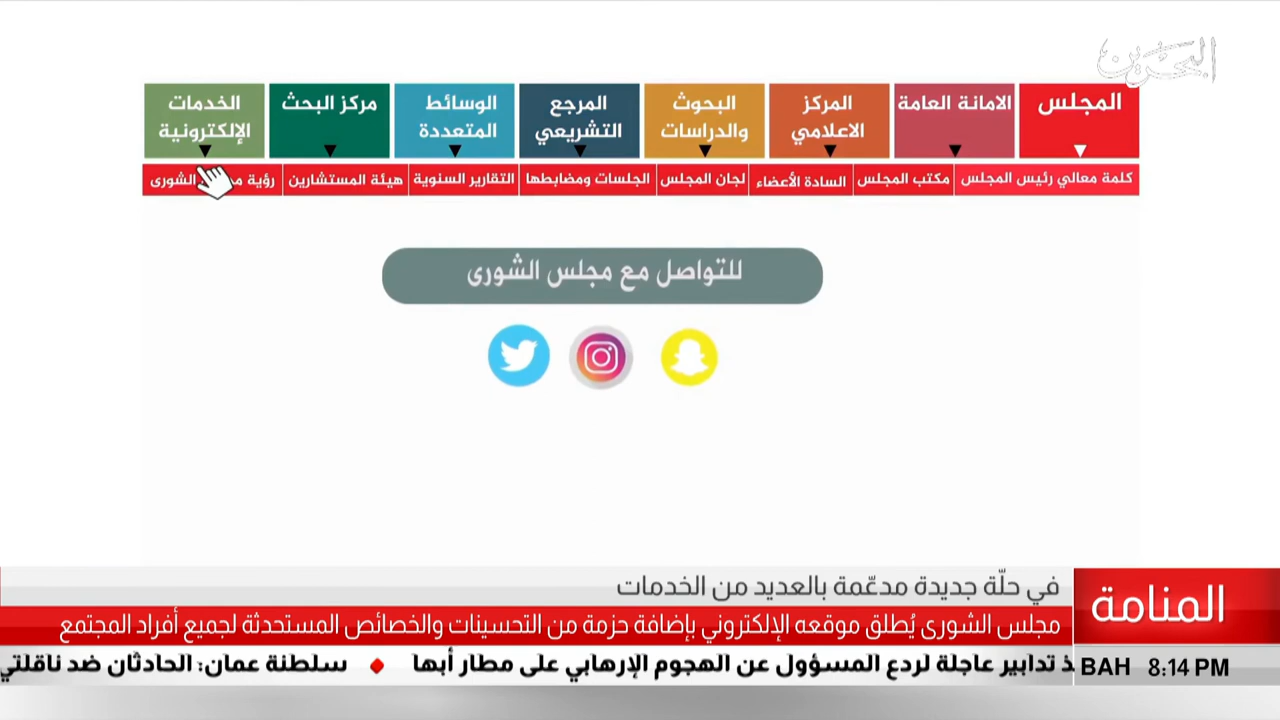 البحرين
المجلس
الامانة العامة
المركز
الاعلامي
البحوث
والدراسات
المرجع
التشريعي
الوسائط
المتعددة
مركز البحث
الخدمات
الإلكترونية
كلمة معالي رئيس المجلس
مكتب المجلس
السادة الأعضاء
لجان المجلس
الجلسات ومضابطها
التقارير السنوية
هيئة المستشارين
رؤية الشورى
للتواصل مع مجلس الشورى
في حلّة جديدة مدعّمة بالعديد من الخدمات
المنامة
مجلس الشورى يُطلق موقعه الإلكتروني بإضافة حزمة من التحسينات والخصائص المستحدثة لجميع أفراد المجتمع
BAH 8:14 PM
تدابير عاجلة لردع المسؤول عن الهجوم الإرهابي على مطار أبها
سلطنة عمان: الحادثان ضد ناقلتي